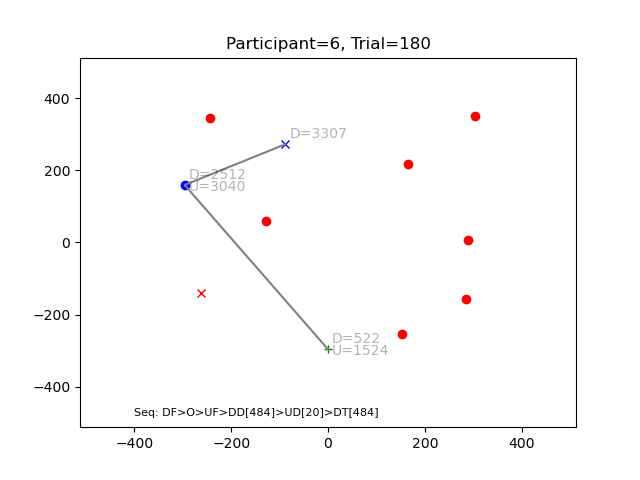 Participant=6, Trial=180
400
200
0
−200
−400
D=3307
D=2512
U=3040
D=522
U=1524
Seq: DF>O>UF>DD[484]>UD[20]>DT[484]
−400 −200 0 200 400